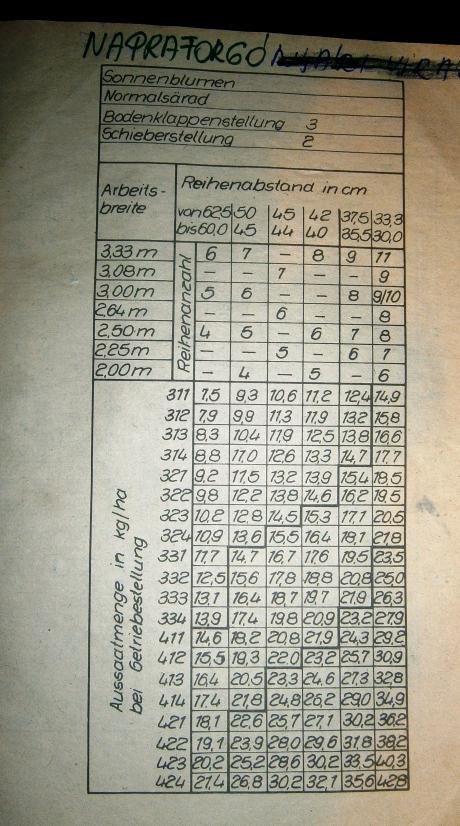 NAPRAFORGÓ
Sonnenblumen
Normalsärad
Bodenklappenstellung 3
Schieberstellung 2
Arbeits-breite Reihenabstand in cm
von 62,5 50 45 42 37,5 33,3
bis 60,0 45 44 40 35,5 30,0
Reihenanzahl
3,33 m 6 7 – 8 9 11
3,08 m – – 7 – – 9
3,00 m 5 6 – – 8 9/10
2,64 m – – 6 – – 8
2,50 m 4 5 – 6 7 8
2,25 m – – 5 – 6 7
2,00 m – 4 – 5 – 6
Aussaatmenge in kg/ha
bei Getriebestellung
311 7,5 9,3 10,6 11,2 12,4 14,9
312 7,9 9,9 11,3 11,9 13,2 15,8
313 8,3 10,4 11,9 12,5 13,8 16,6
314 8,8 11,0 12,6 13,3 14,7 17,7
321 9,2 11,5 13,2 13,9 15,4 18,5
322 9,8 12,2 13,8 14,6 16,2 19,5
323 10,2 12,8 14,5 15,3 17,1 20,5
324 10,9 13,6 15,5 16,4 18,1 21,8
331 11,7 14,7 16,7 17,6 19,5 23,5
332 12,5 15,6 17,8 18,8 20,8 25,0
333 13,1 16,4 18,7 19,7 21,9 26,3
334 13,9 17,4 19,8 20,9 23,2 27,9
411 14,6 18,2 20,8 21,9 24,3 29,2
412 15,5 19,3 22,0 23,2 25,7 30,9
413 16,4 20,5 23,3 24,6 27,3 32,8
414 17,4 21,8 24,8 26,2 29,0 34,9
421 18,1 22,6 25,7 27,1 30,2 36,2
422 19,1 23,9 28,0 29,6 31,8 38,2
423 20,2 25,2 28,6 30,2 33,5 40,3
424 21,4 26,8 30,2 32,1 35,6 42,8